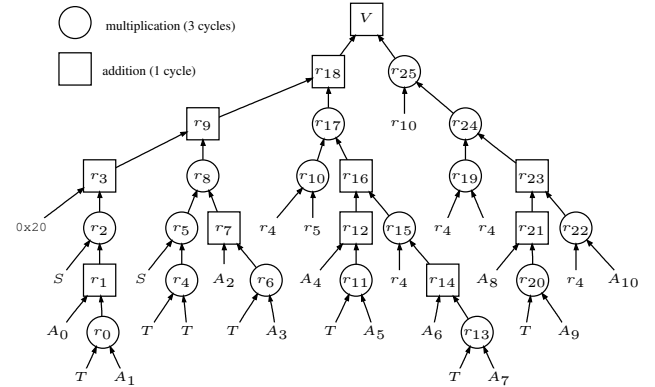 V
multiplication (3 cycles)
addition (1 cycle)
r18 r25
r9 r17 r10 r24
r3 r8 r10 r16 r19 r23
0x20 r2 r5 r7 r4 r5 r12 r15 r4 r4 r21 r22
S r1 S r4 A2 r6 A4 r11 r4 r14 A8 r20 r4 A10
A0 r0 T T T A3 T A5 A6 r13 T A9
T A1 T A7